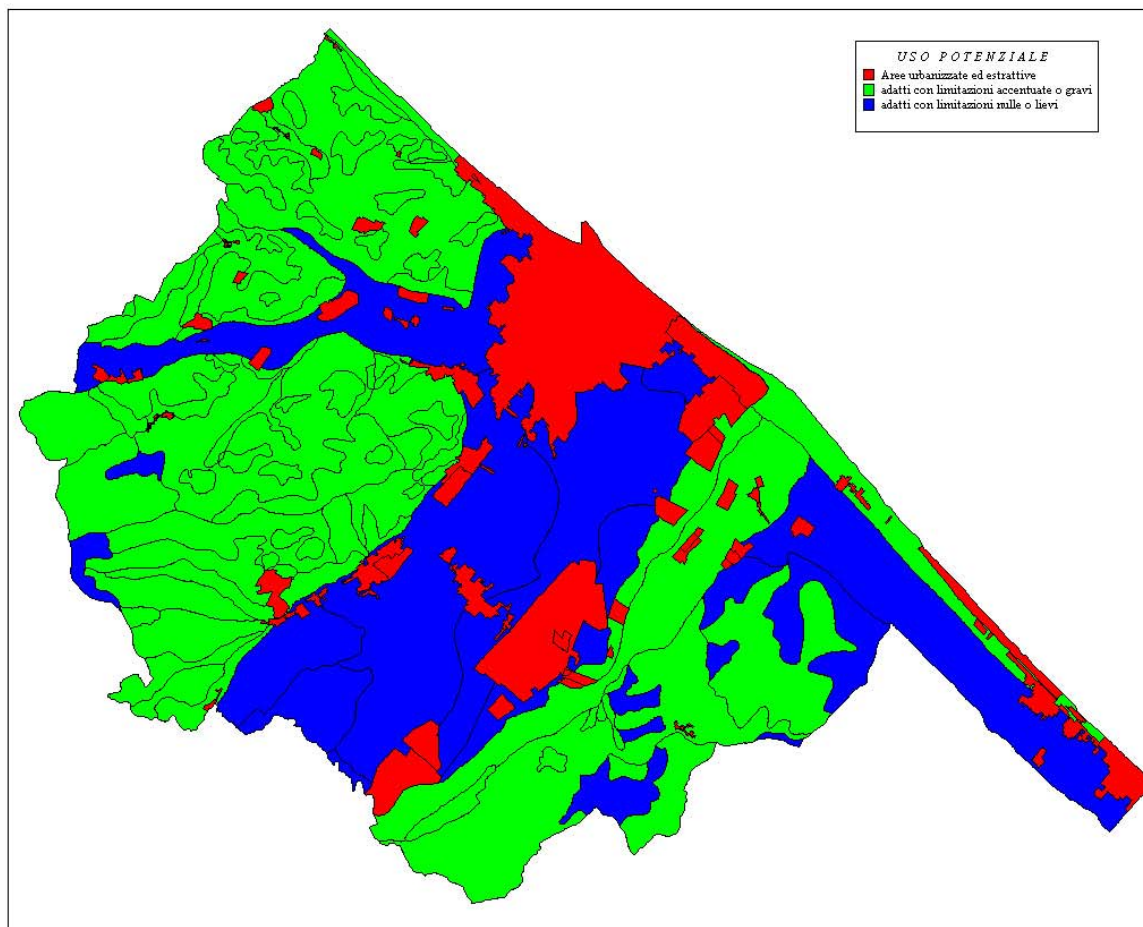 USO POTENZIALE
Aree urbanizzate ed estrattive
adatti con limitazioni accentuate o gravi
adatti con limitazioni nulle o lievi